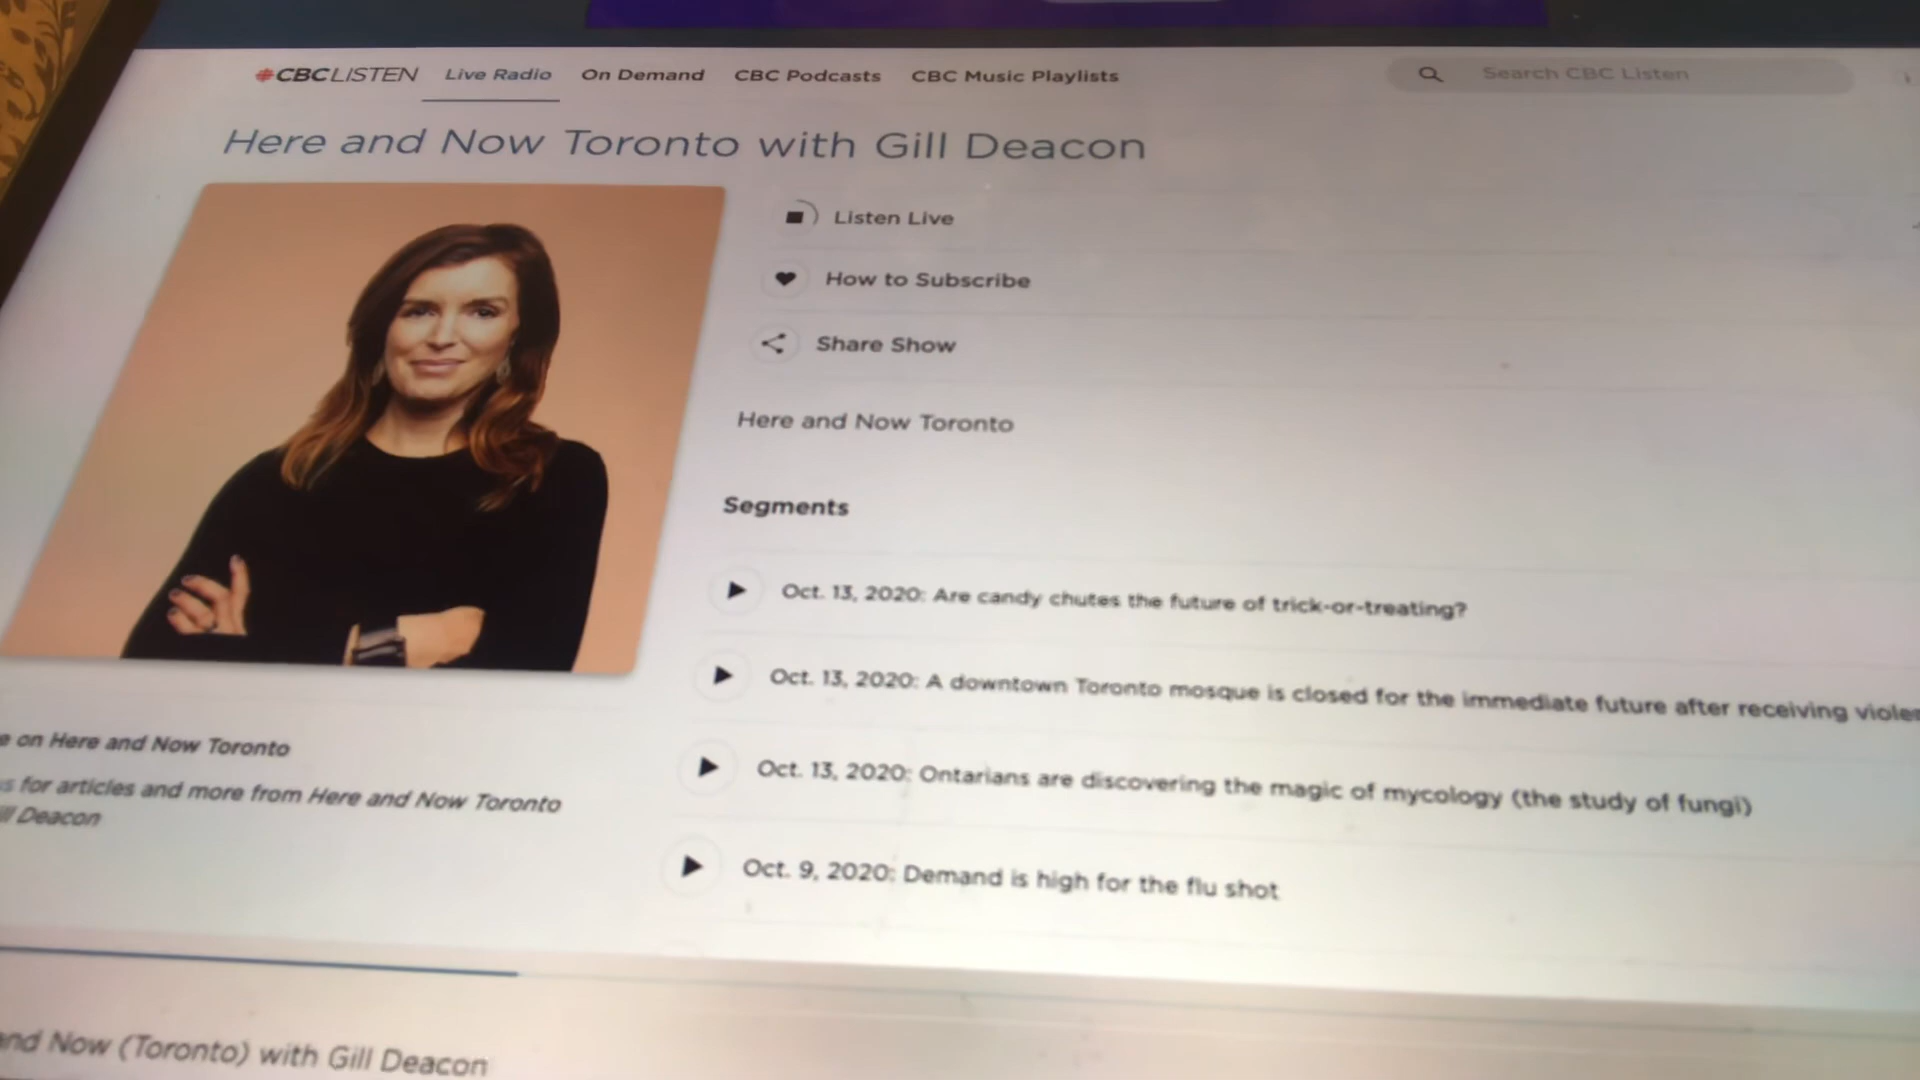 CBCLISTEN Live Radio On Demand CBC Podcasts CBC Music Playlists Search CBC Listen
Here and Now Toronto with Gill Deacon
Listen Live
How to Subscribe
Share Show
Here and Now Toronto
Segments
Oct. 13, 2020: Are candy chutes the future of trick-or-treating?
Oct. 13, 2020: A downtown Toronto mosque is closed for the immediate future after receiving
Oct. 13, 2020: Ontarians are discovering the magic of mycology (the study of fungi)
Oct. 9, 2020: Demand is high for the flu shot
on Here and Now Toronto
for articles and more from Here and Now Toronto
Deacon
Now (Toronto) with Gill Deacon